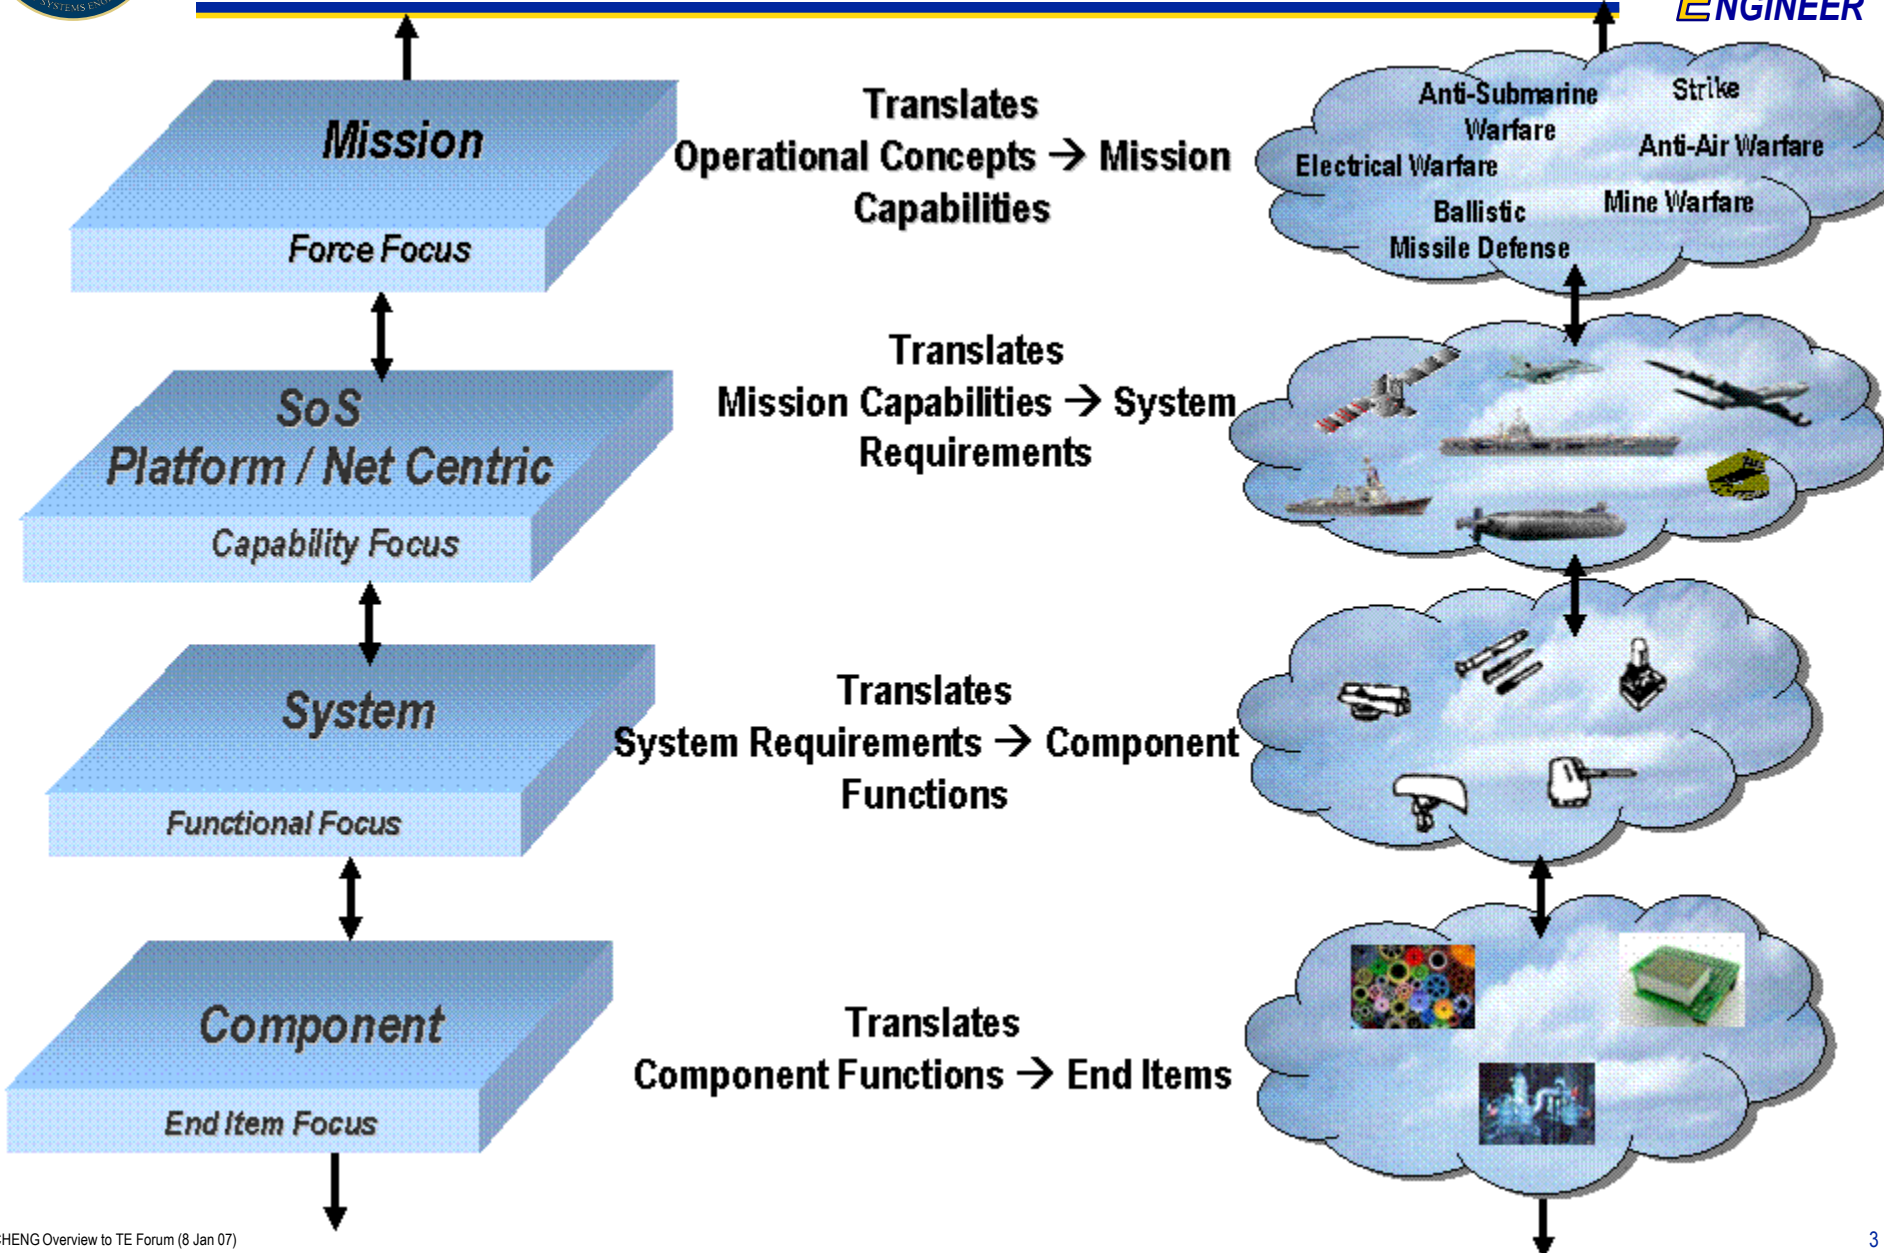 SYSTEMS ENG
ENGINEER
Mission
Force Focus
Translates
Operational Concepts → Mission
Capabilities
Anti-Submarine
Warfare
Strike
Electrical Warfare
Anti-Air Warfare
Ballistic
Missile Defense
Mine Warfare
SoS
Platform / Net Centric
Capability Focus
Translates
Mission Capabilities → System
Requirements
System
Functional Focus
Translates
System Requirements → Component
Functions
Component
End Item Focus
Translates
Component Functions → End Items
HENG Overview to TE Forum (8 Jan 07)
3